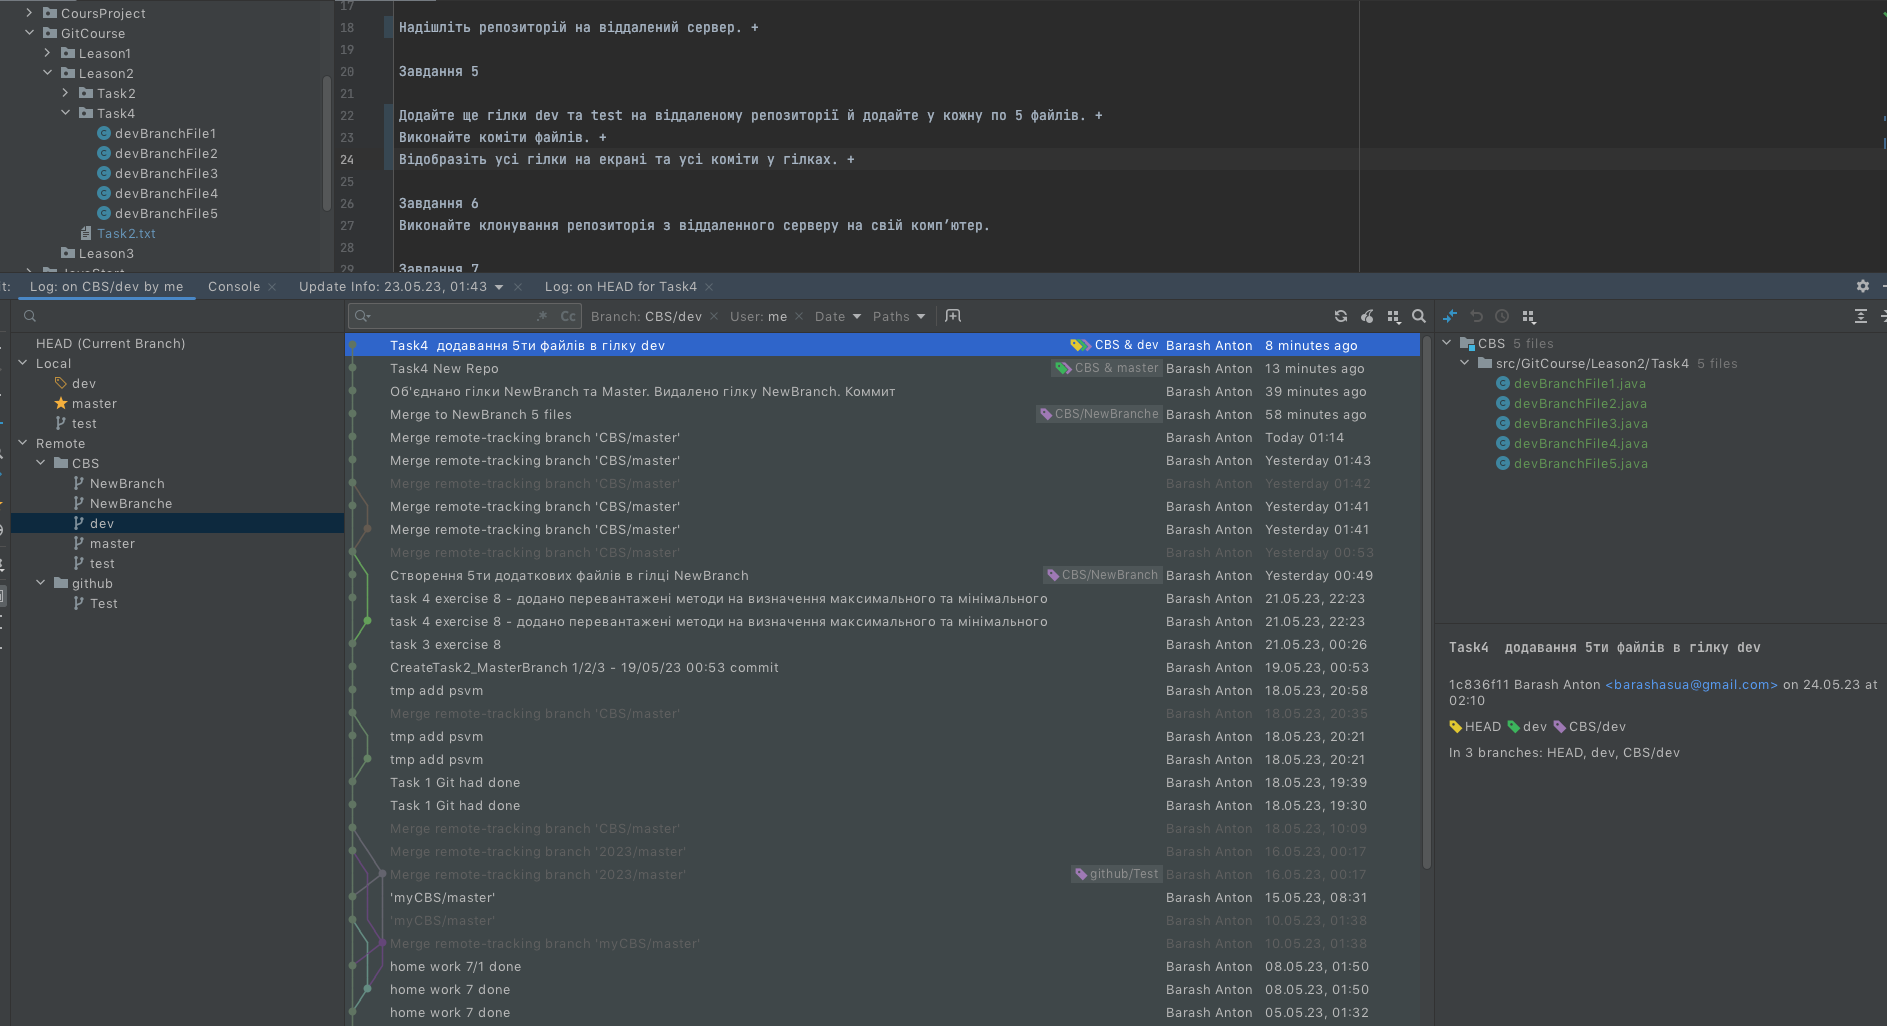 CoursProject
GitCourse
Leason1
Leason2
Task2
Task4
devBranchFile1
devBranchFile2
devBranchFile3
devBranchFile4
devBranchFile5
Task2.txt
Leason3
17
18 Надішліть репозиторій на віддалений сервер. +
19
20 Завдання 5
21
22 Додайте ще гілки dev та test на віддаленому репозиторії й додайте у кожну по 5 файлів. +
23 Виконайте коміти файлів. +
24 Відобразіть усі гілки на екрані та усі коміти у гілках. +
25
26 Завдання 6
27 Виконайте клонування репозиторія з віддаленного серверу на свій комп’ютер.
28
29 Завдання 7
t: Log: on CBS/dev by me Console Update Info: 23.05.23, 01:43 Log: on HEAD for Task4
HEAD (Current Branch)
Local
dev
master
test
Remote
CBS
NewBranch
NewBranche
dev
master
test
github
Test
.* Cc Branch: CBS/dev User: me Date Paths
Task4 додавання 5ти файлів в гілку dev CBS & dev Barash Anton 8 minutes ago
Task4 New Repo CBS & master Barash Anton 13 minutes ago
Об'єднано гілки NewBranch та Master. Видалено гілку NewBranch. Коммит Barash Anton 39 minutes ago
Merge to NewBranch 5 files CBS/NewBranche Barash Anton 58 minutes ago
Merge remote-tracking branch 'CBS/master' Barash Anton Today 01:14
Merge remote-tracking branch 'CBS/master' Barash Anton Yesterday 01:43
Merge remote-tracking branch 'CBS/master' Barash Anton Yesterday 01:42
Merge remote-tracking branch 'CBS/master' Barash Anton Yesterday 01:41
Merge remote-tracking branch 'CBS/master' Barash Anton Yesterday 01:41
Merge remote-tracking branch 'CBS/master' Barash Anton Yesterday 00:53
Створення 5ти додаткових файлів в гілці NewBranch CBS/NewBranch Barash Anton Yesterday 00:49
task 4 exercise 8 - додано перевантажені методи на визначення максимального та мінімального Barash Anton 21.05.23, 22:23
task 4 exercise 8 - додано перевантажені методи на визначення максимального та мінімального Barash Anton 21.05.23, 22:23
task 3 exercise 8 Barash Anton 21.05.23, 00:26
CreateTask2_MasterBranch 1/2/3 - 19/05/23 00:53 commit Barash Anton 19.05.23, 00:53
tmp add psvm Barash Anton 18.05.23, 20:58
Merge remote-tracking branch 'CBS/master' Barash Anton 18.05.23, 20:35
tmp add psvm Barash Anton 18.05.23, 20:21
tmp add psvm Barash Anton 18.05.23, 20:21
Task 1 Git had done Barash Anton 18.05.23, 19:39
Task 1 Git had done Barash Anton 18.05.23, 19:30
Merge remote-tracking branch 'CBS/master' Barash Anton 18.05.23, 10:09
Merge remote-tracking branch '2023/master' Barash Anton 16.05.23, 00:17
Merge remote-tracking branch '2023/master' github/Test Barash Anton 16.05.23, 00:17
'myCBS/master' Barash Anton 15.05.23, 08:31
'myCBS/master' Barash Anton 10.05.23, 01:38
Merge remote-tracking branch 'myCBS/master' Barash Anton 10.05.23, 01:38
home work 7/1 done Barash Anton 08.05.23, 01:50
home work 7 done Barash Anton 08.05.23, 01:50
home work 7 done Barash Anton 05.05.23, 01:32
CBS 5 files
src/GitCourse/Leason2/Task4 5 files
devBranchFile1.java
devBranchFile2.java
devBranchFile3.java
devBranchFile4.java
devBranchFile5.java
Task4 додавання 5ти файлів в гілку dev
1c836f11 Barash Anton <barashasua@gmail.com> on 24.05.23 at
02:10
HEAD dev CBS/dev
In 3 branches: HEAD, dev, CBS/dev